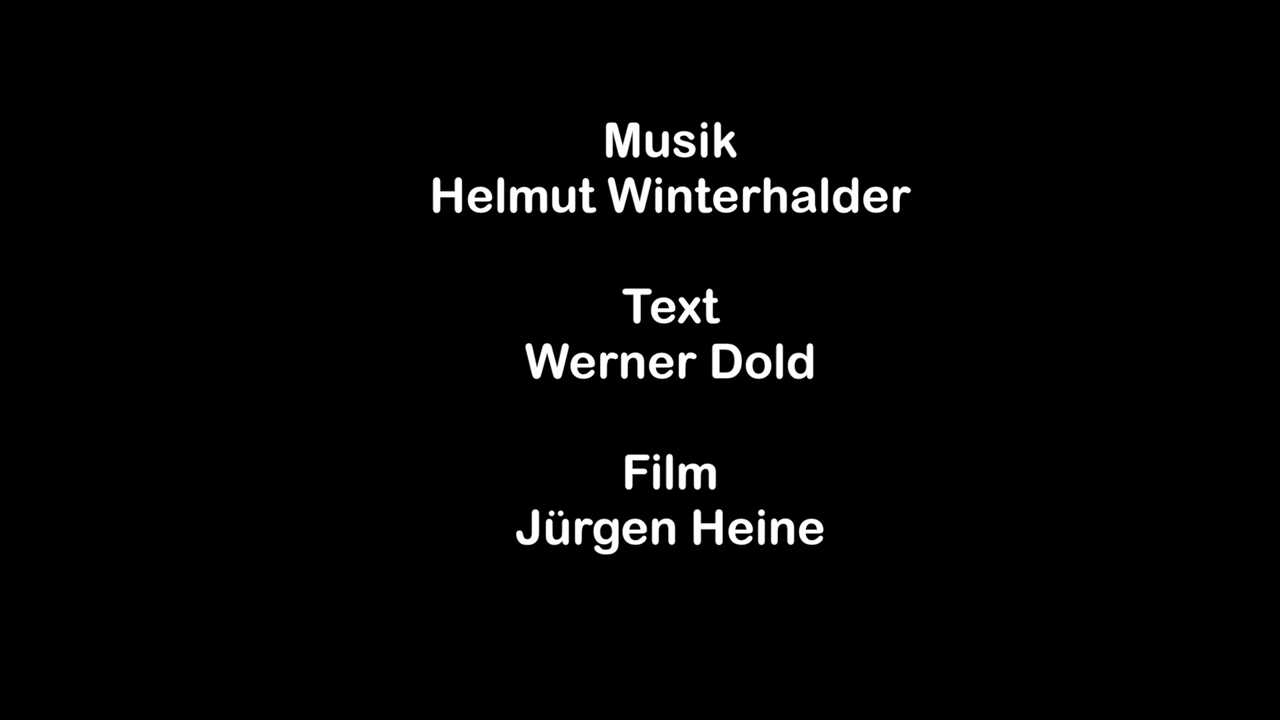 Musik
Helmut Winterhalder
Text
Werner Dold
Film
Jürgen Heine